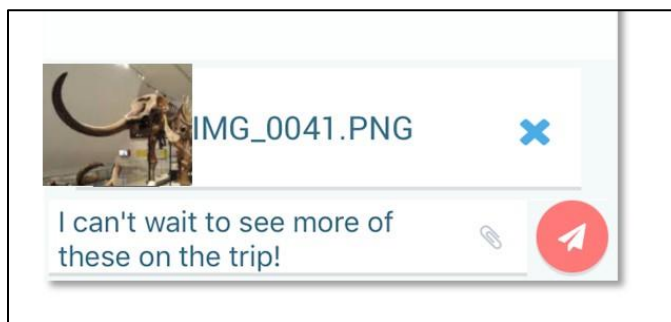 IMG_0041.PNG
I can't wait to see more of
these on the trip!